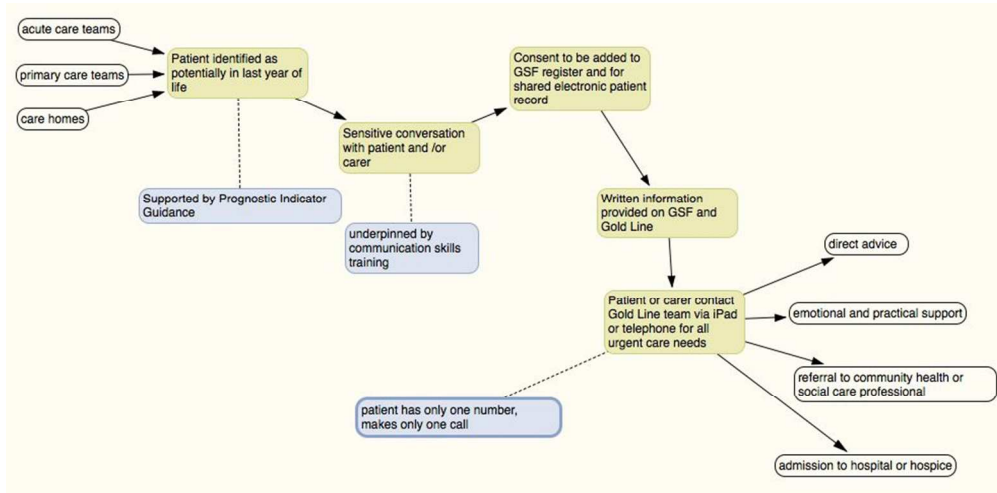 acute care teams
primary care teams
care homes
Patient identified as
potentially in last year of
life
Supported by Prognostic Indicator
Guidance
Sensitive conversation
with patient and /or
carer
underpinned by
communication skills
training
Consent to be added to
GSF register and for
shared electronic patient
record
Written information
provided on GSF and
Gold Line
Patient or carer contact
Gold Line team via iPad
or telephone for all
urgent care needs
patient has only one number,
makes only one call
direct advice
emotional and practical support
referral to community health or
social care professional
admission to hospital or hospice